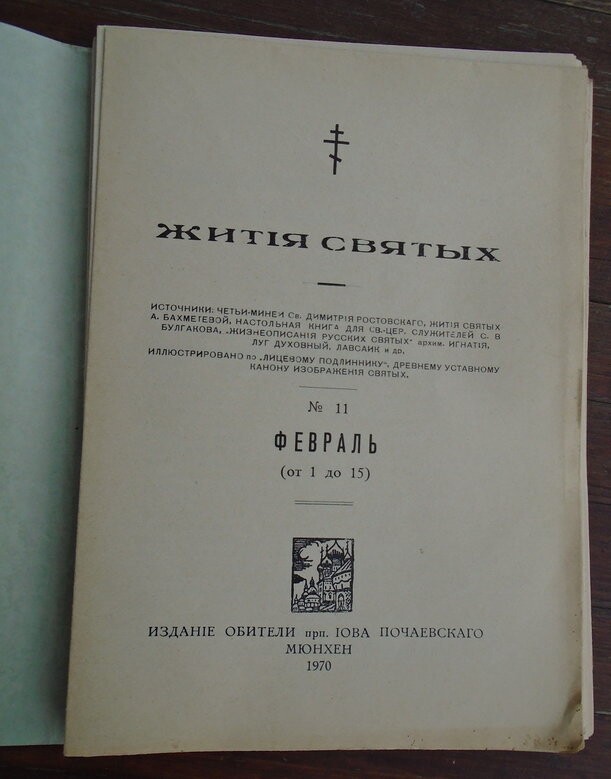 ЖИТІЯ СВЯТЫХ
ИСТОЧНИКИ: ЧЕТЬИ-МИНЕИ Св. ДИМИТРІЯ РОСТОВСКАГО, ЖИТІЯ СВЯТЫХ
А. БАХМЕТЕВОЙ, НАСТОЛЬНАЯ КНИГА ДЛЯ СВ.-ЦЕР. СЛУЖИТЕЛЕЙ С. В
БУЛГАКОВА, „ЖИЗНЕОПИСАНІЯ РУССКИХ СВЯТЫХ" архим. ИГНАТІЯ,
ЛУГ ДУХОВНЫЙ, ЛАВСАИК и др.
ИЛЛЮСТРИРОВАНО по „ЛИЦЕВОМУ ПОДЛИННИКУ", ДРЕВНЕМУ УСТАВНОМУ
КАНОНУ ИЗОБРАЖЕНІЯ СВЯТЫХ.
№ 11
ФЕВРАЛЬ
(от 1 до 15)
ИЗДАНІЕ ОБИТЕЛИ прп. ІОВА ПОЧАЕВСКАГО
МЮНХЕН
1970